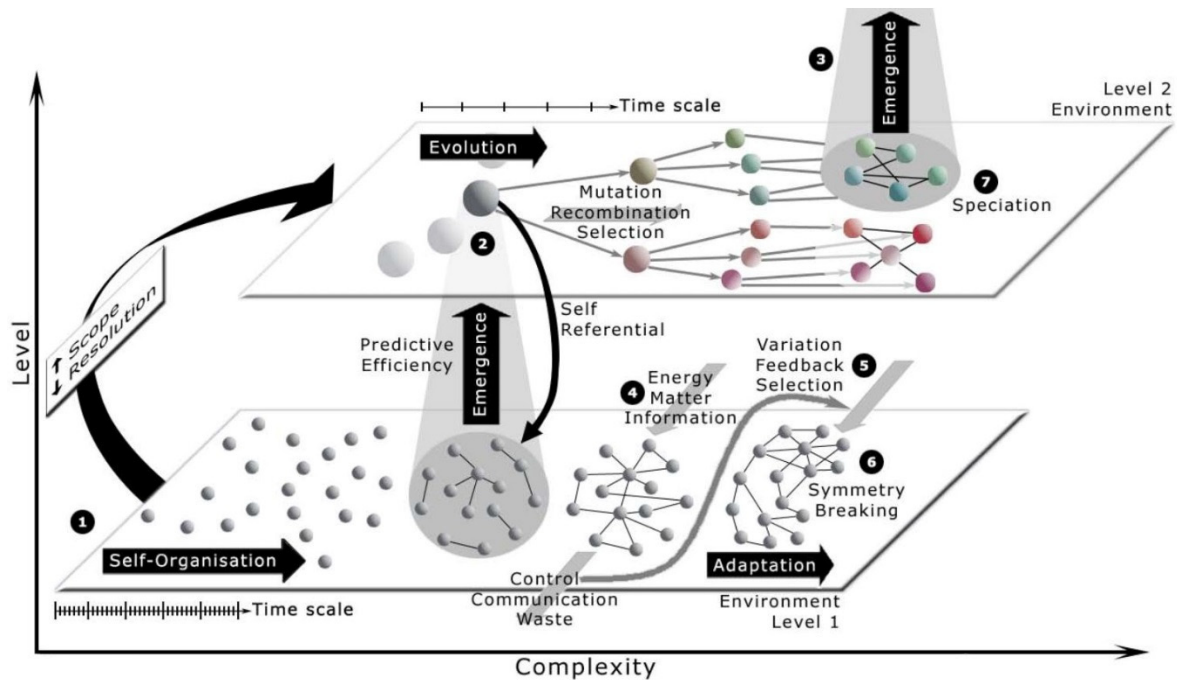 3
Emergence
Level 2
Environment
Time scale
Evolution
Mutation
Recombination
Selection
7
Speciation
2
Scope
Resolution
Self
Referential
Predictive
Efficiency
Emergence
Variation
Feedback
Selection
5
4
Energy
Matter
Information
6
Symmetry
Breaking
1
Self-Organisation
Adaptation
Control
Communication
Waste
Environment
Level 1
Time scale
Level
Complexity